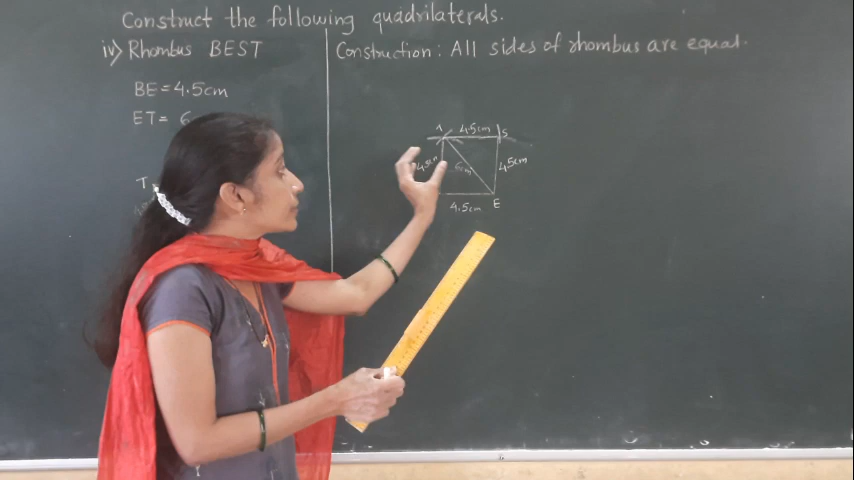 Construct the following quadrilaterals.
iv) Rhombus BEST
Construction: All sides of rhombus are equal.
BE = 4.5cm
ET = 6
4.5cm
S
4.5cm
6cm
4.5cm
T
4.5cm
E